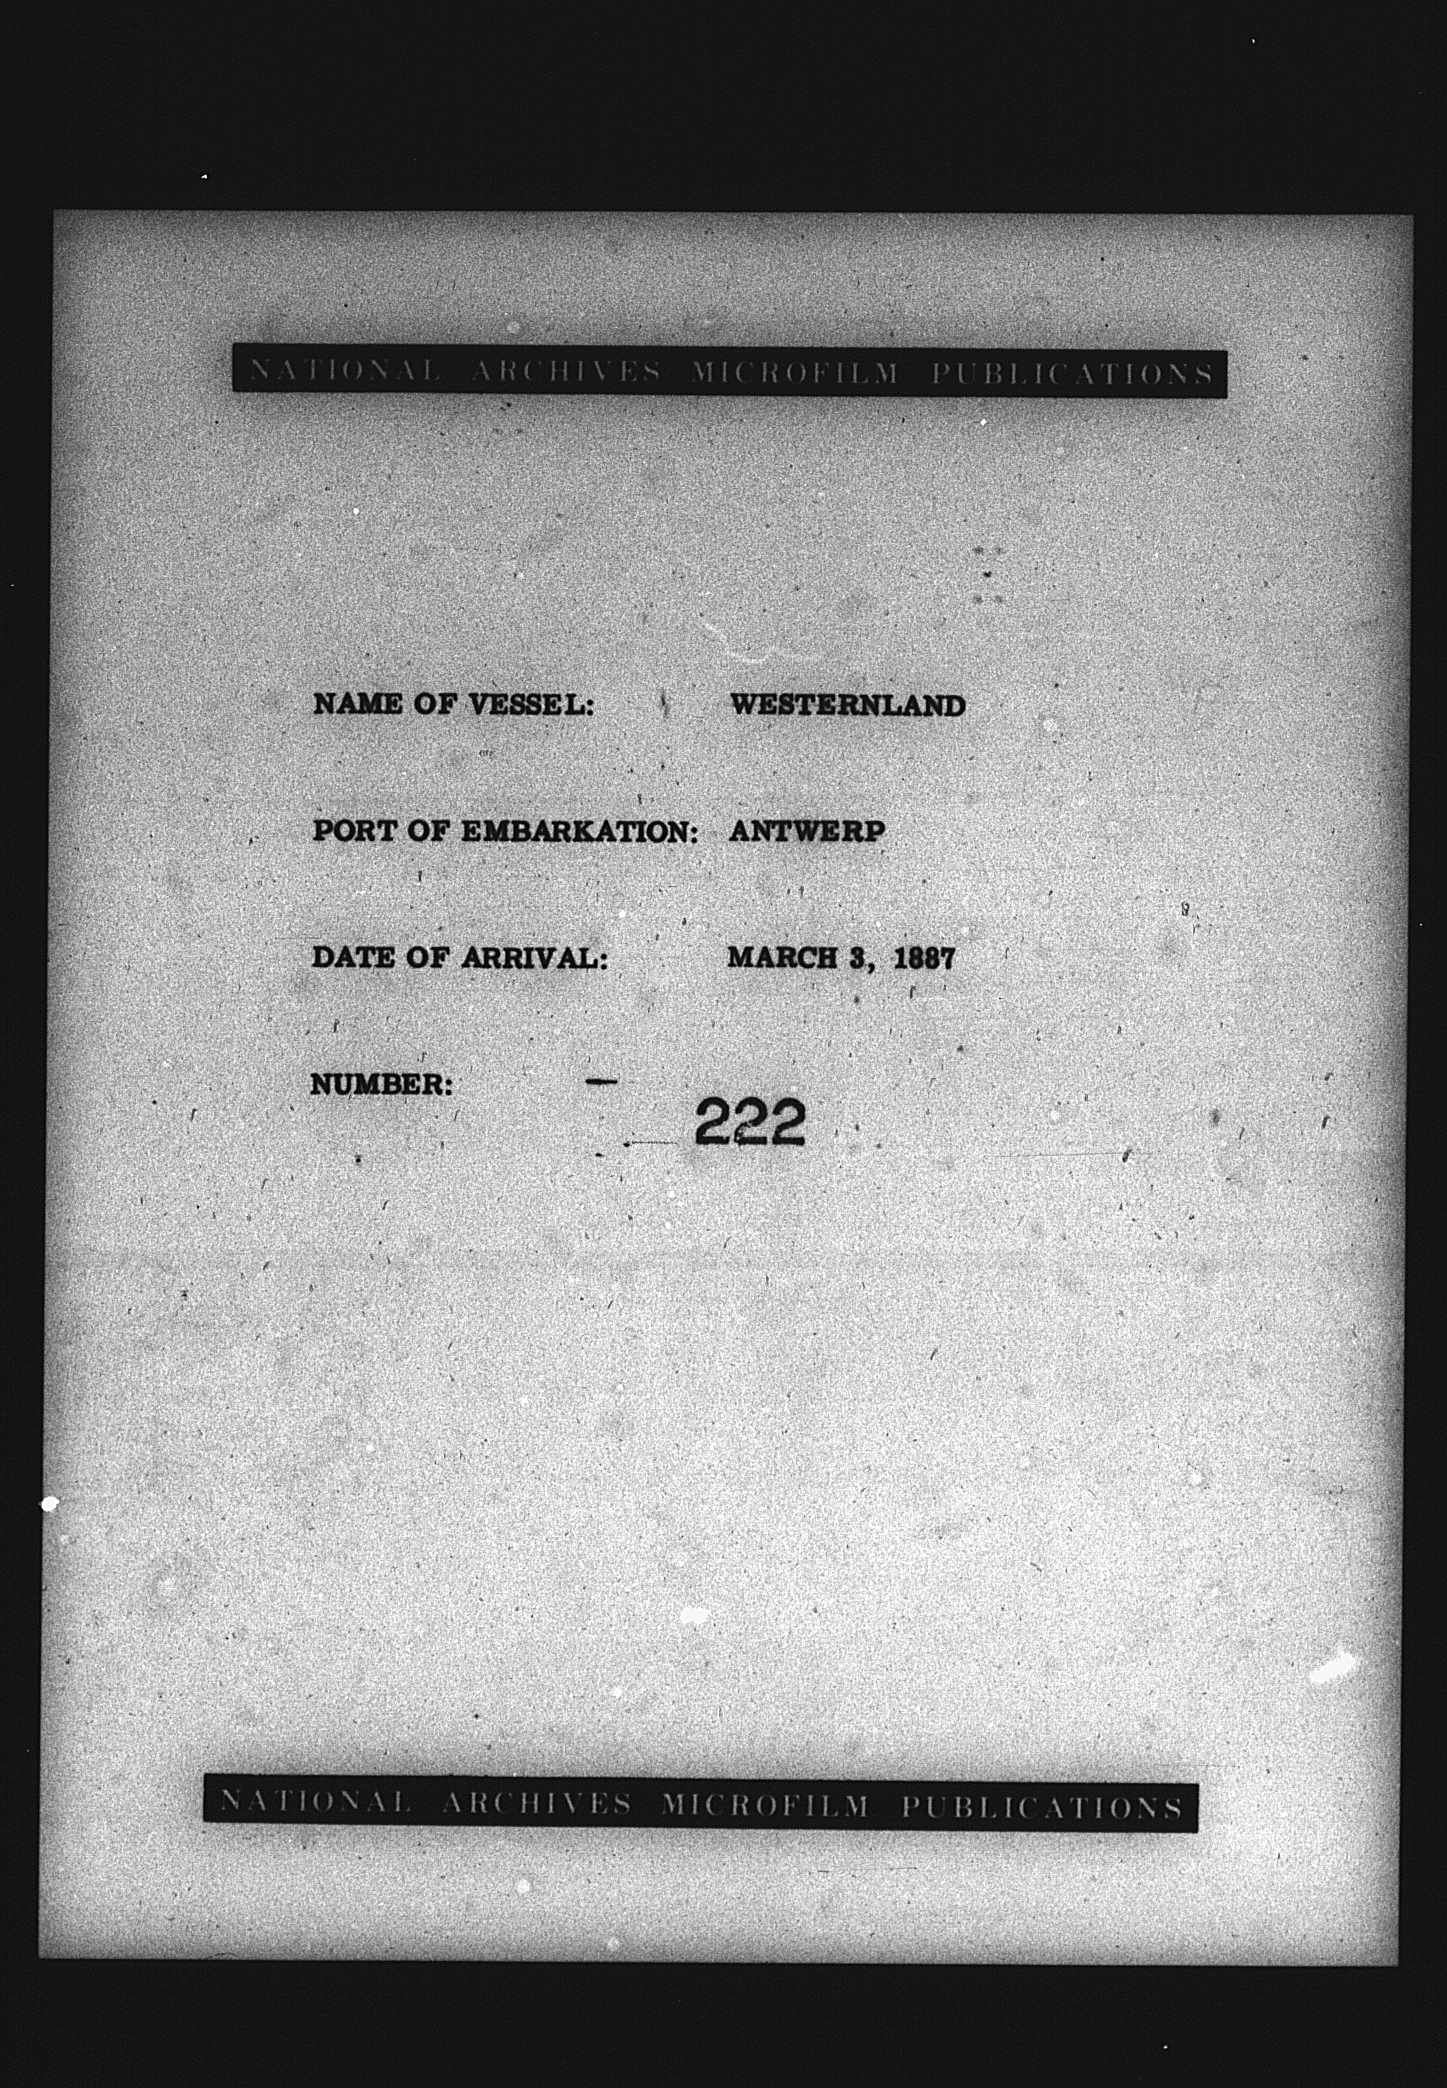 NATIONAL ARCHIVES MICROFILM PUBLICATIONS
NAME OF VESSEL: WESTERNLAND
PORT OF EMBARKATION: ANTWERP
DATE OF ARRIVAL: MARCH 3, 1887
NUMBER: —
222
NATIONAL ARCHIVES MICROFILM PUBLICATIONS